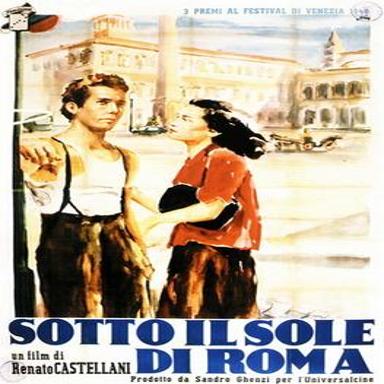 3 PREMI AL FESTIVAL DI VENEZIA 1948
SOTTO IL SOLE
DI ROMA
un film di
Renato CASTELLANI
Prodotto da Sandro Ghenzi per l'Universalcine